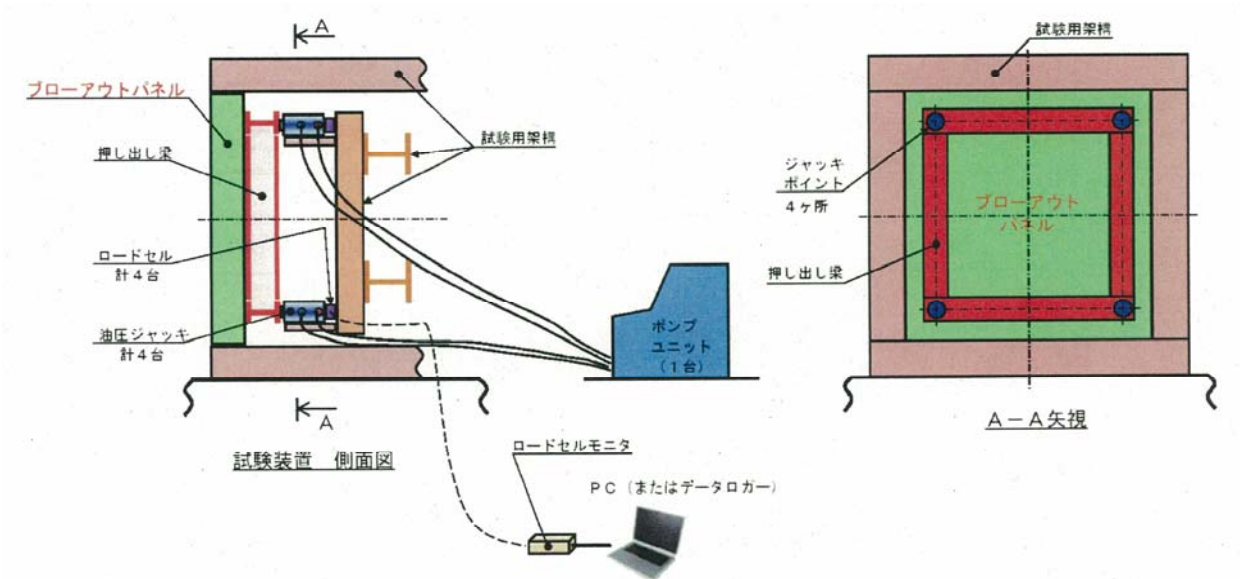 A
ブローアウトパネル
押し出し梁
試験用架構
ロードセル
計４台
油圧ジャッキ
計４台
ポンプ
ユニット
（１台）
A
試験装置　側面図
ロードセルモニタ
ＰＣ（またはデータロガー）
試験用架構
ジャッキ
ポイント
４ヶ所
ブローアウト
パネル
押し出し梁
Ａ－Ａ矢視